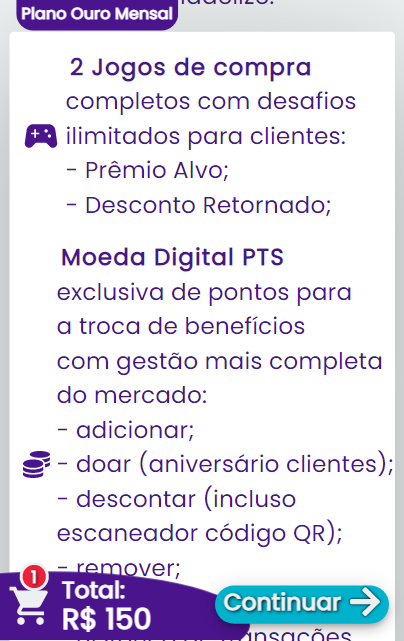 Plano Ouro Mensal
2 Jogos de compra
completos com desafios
ilimitados para clientes:
- Prêmio Alvo;
- Desconto Retornado;
Moeda Digital PTS
exclusiva de pontos para
a troca de benefícios
com gestão mais completa
do mercado:
- adicionar;
- doar (aniversário clientes);
- descontar (incluso
escaneador código QR);
- remover;
1
Total:
R$ 150
Continuar
transações